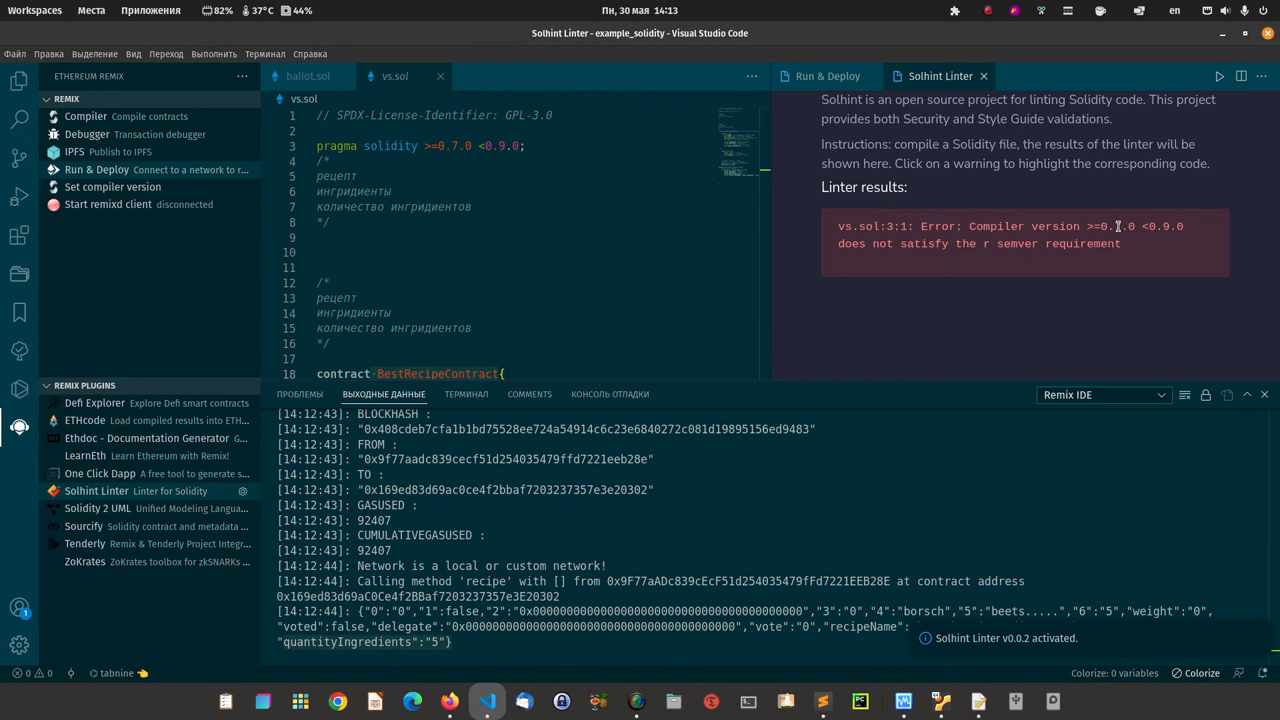 Рабочие столы Места Приложения 82% 37°C 44% Пн, 30 мая 14:13 en
Solhint Linter - example_solidity - Visual Studio Code
Файл Правка Выделение Вид Переход Выполнить Терминал Справка
ETHEREUM REMIX
REMIX
Compiler Compile contracts
Debugger Transaction debugger
IPFS Publish to IPFS
Run & Deploy Connect to a network to r...
Set compiler version
Start remixd client disconnected
REMIX PLUGINS
Defi Explorer Explore Defi smart contracts
ETHcode Load compiled results into ETH...
Ethdoc - Documentation Generator G...
LearnEth Learn Ethereum with Remix!
One Click Dapp A free tool to generate s...
Solhint Linter Linter for Solidity
Solidity 2 UML Unified Modeling Langua...
Sourcify Solidity contract and metadata ...
Tenderly Remix & Tenderly Project Integr...
ZoKrates ZoKrates toolbox for zkSNARKs ...
ballot.sol vs.sol
vs.sol
1 // SPDX-License-Identifier: GPL-3.0
2
3 pragma solidity >=0.7.0 <0.9.0;
4 /*
5 рецепт
6 ингридиенты
7 количество ингридиентов
8 */
9
10
11
12 /*
13 рецепт
14 ингридиенты
15 количество ингридиентов
16 */
17
18 contract BestRecipeContract{
Run & Deploy Solhint Linter
Solhint is an open source project for linting Solidity code. This project
provides both Security and Style Guide validations.
Instructions: compile a Solidity file, the results of the linter will be
shown here. Click on a warning to highlight the corresponding code.
Linter results:
vs.sol:3:1: Error: Compiler version >=0.7.0 <0.9.0
does not satisfy the r semver requirement
ПРОБЛЕМЫ ВЫХОДНЫЕ ДАННЫЕ ТЕРМИНАЛ COMMENTS КОНСОЛЬ ОТЛАДКИ Remix IDE
[14:12:43]: BLOCKHASH :
[14:12:43]: "0x408cdeb7cfa1b1bd75528ee724a54914c6c23e6840272c081d19895156ed9483"
[14:12:43]: FROM :
[14:12:43]: "0x9f77aadc839cecf51d254035479ffd7221eeb28e"
[14:12:43]: TO :
[14:12:43]: "0x169ed83d69ac0ce4f2bbaf7203237357e3e20302"
[14:12:43]: GASUSED :
[14:12:43]: 92407
[14:12:43]: CUMULATIVEGASUSED :
[14:12:43]: 92407
[14:12:44]: Network is a local or custom network!
[14:12:44]: Calling method 'recipe' with [] from 0x9F77aADc839cEcF51d254035479fFd7221EEB28E at contract address
0x169ed83d69aC0Ce4f2BBaf7203237357e3E20302
[14:12:44]: {"0":"0","1":false,"2":"0x0000000000000000000000000000000000000000","3":"0","4":"borsch","5":"beets.....","6":"5","weight":"0",
"voted":false,"delegate":"0x0000000000000000000000000000000000000000","vote":"0","recipeName":
"quantityIngredients":"5"}
Solhint Linter v0.0.2 activated.
0 0 tabnine Colorize: 0 variables Colorize